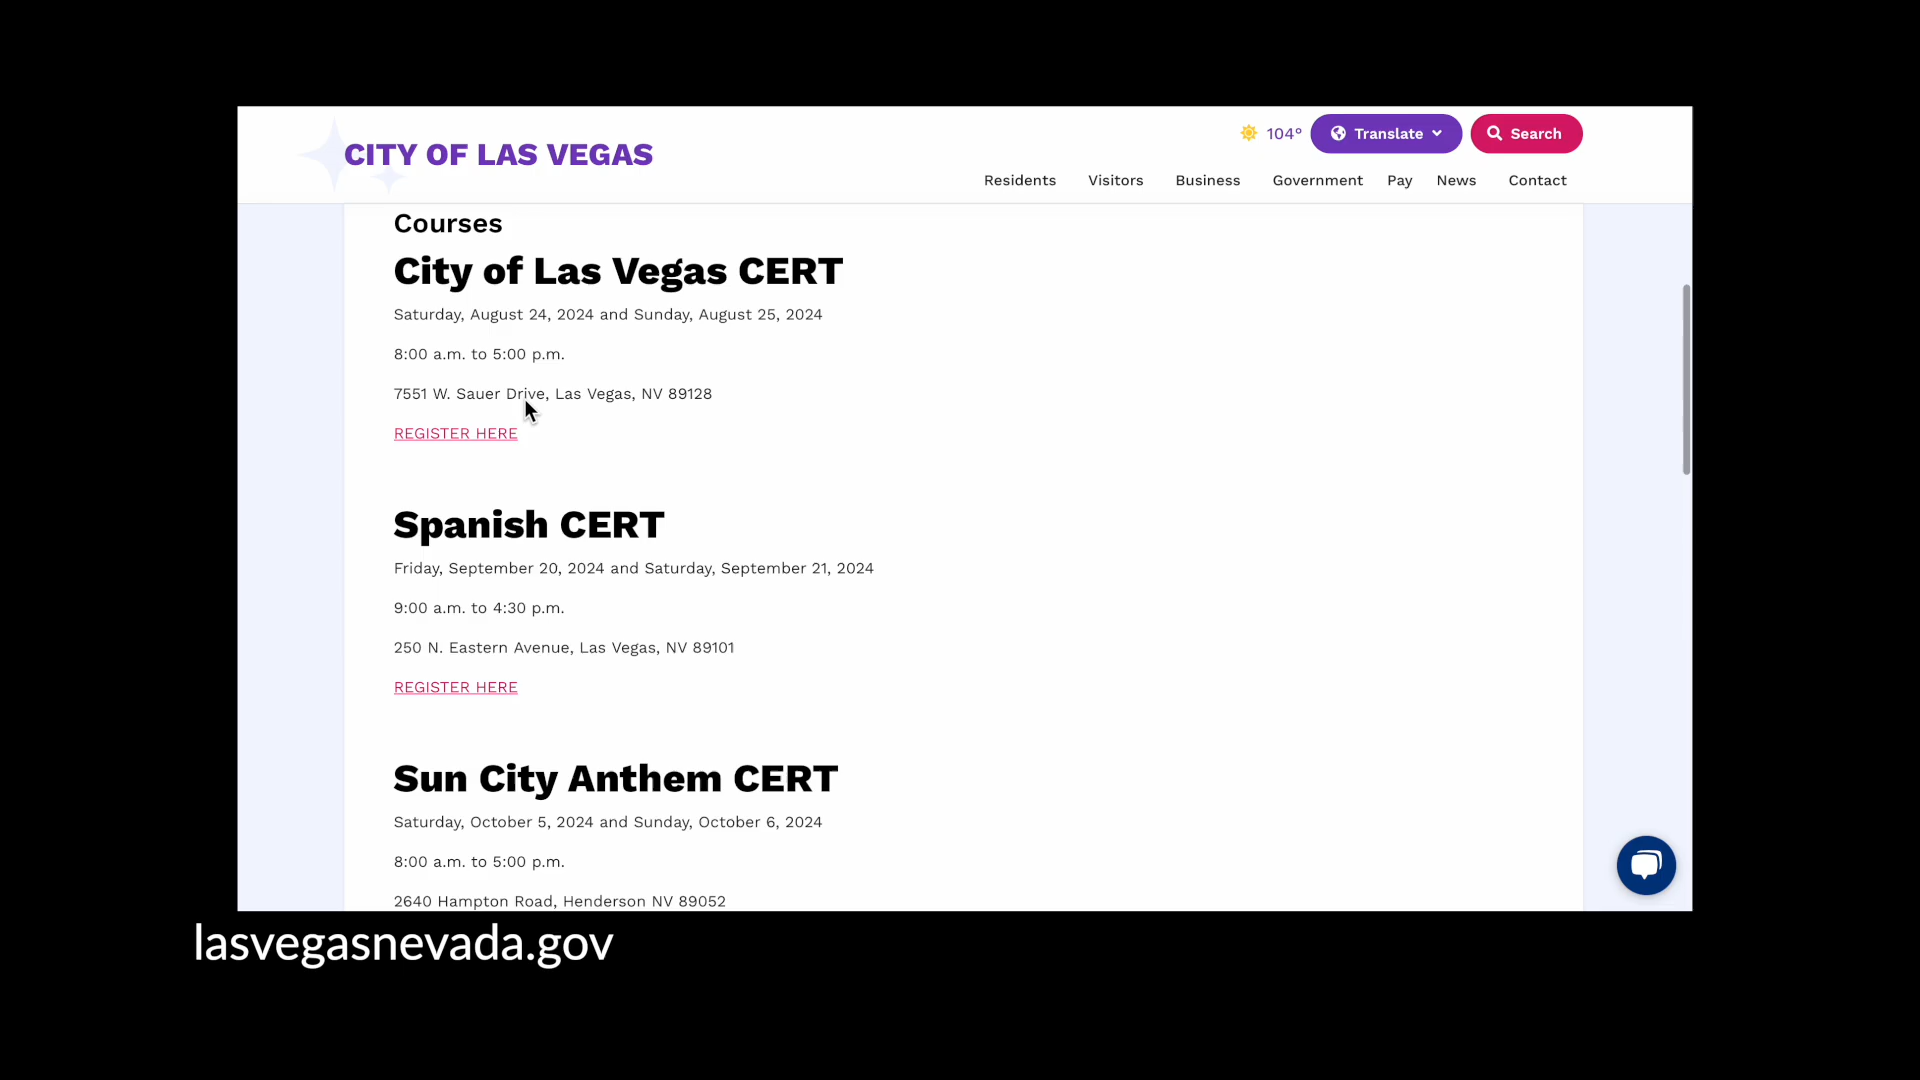 CITY OF LAS VEGAS
104°
Translate
Search
Residents
Visitors
Business
Government
Pay
News
Contact
Courses
City of Las Vegas CERT
Saturday, August 24, 2024 and Sunday, August 25, 2024
8:00 a.m. to 5:00 p.m.
7551 W. Sauer Drive, Las Vegas, NV 89128
REGISTER HERE
Spanish CERT
Friday, September 20, 2024 and Saturday, September 21, 2024
9:00 a.m. to 4:30 p.m.
250 N. Eastern Avenue, Las Vegas, NV 89101
REGISTER HERE
Sun City Anthem CERT
Saturday, October 5, 2024 and Sunday, October 6, 2024
8:00 a.m. to 5:00 p.m.
2640 Hampton Road, Henderson NV 89052
lasvegasnevada.gov